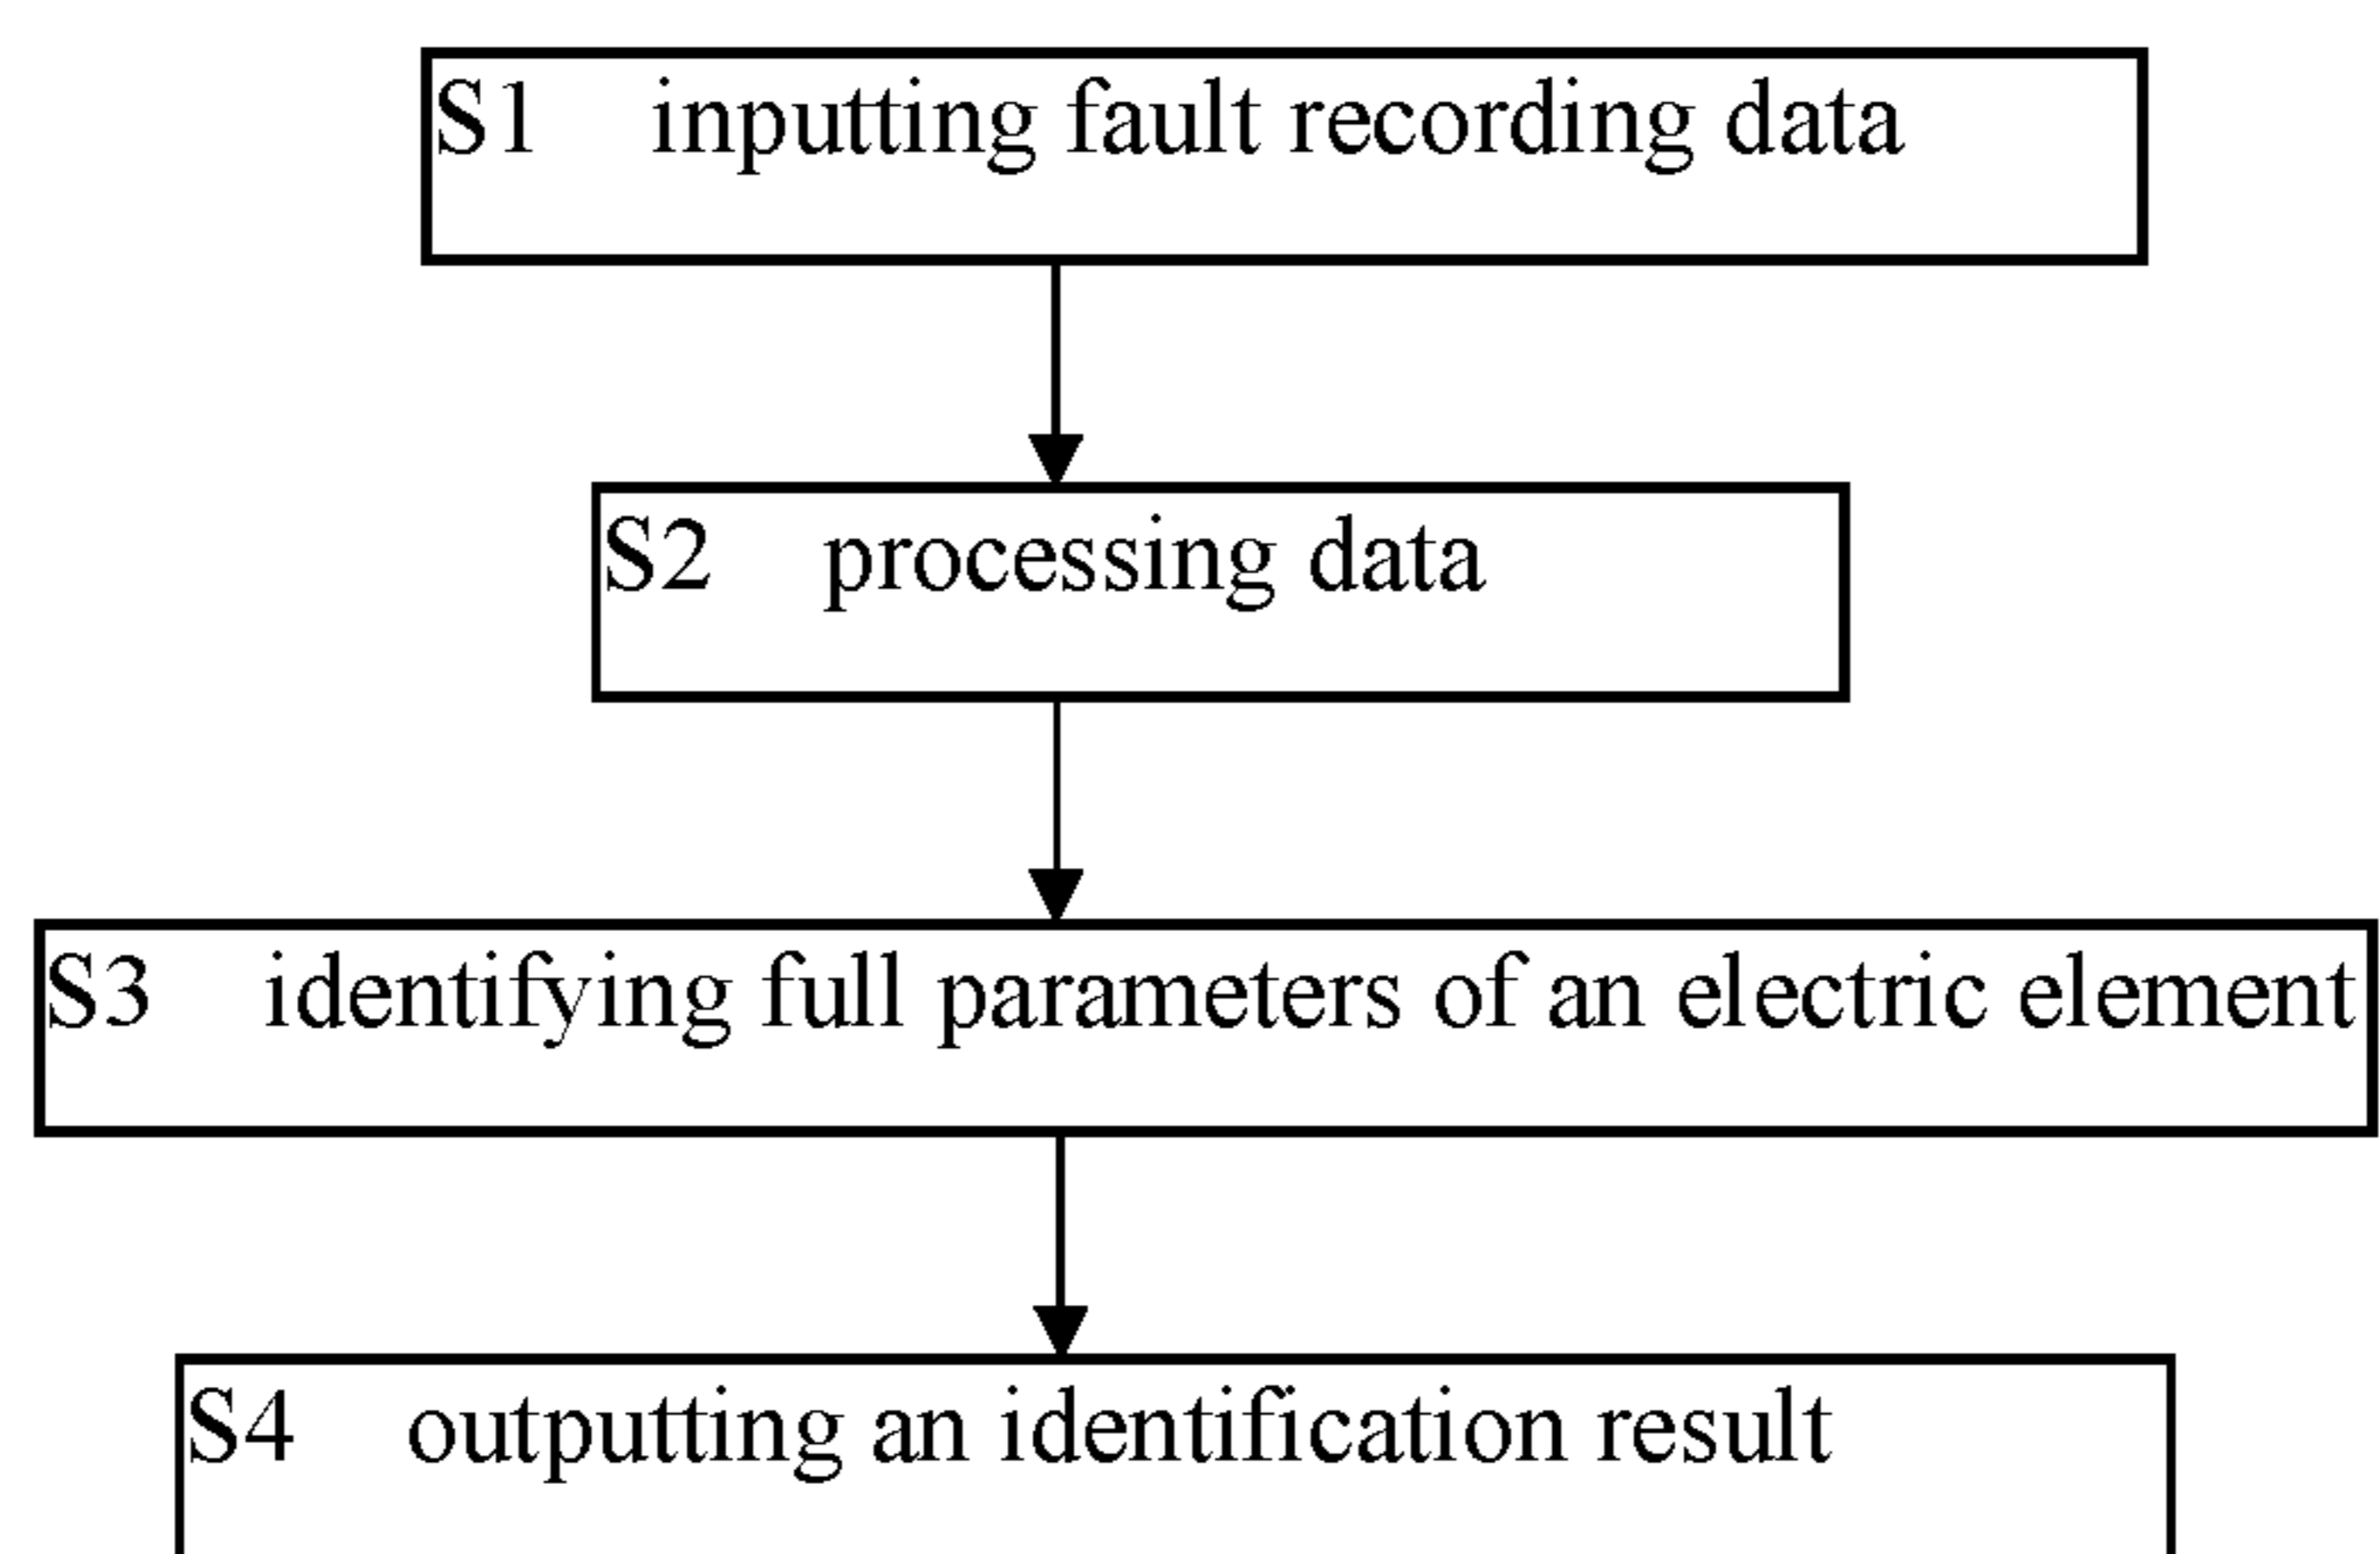 S1 inputting fault recording data
S2 processing data
S3 identifying full parameters of an electric element
S4 outputting an identification result